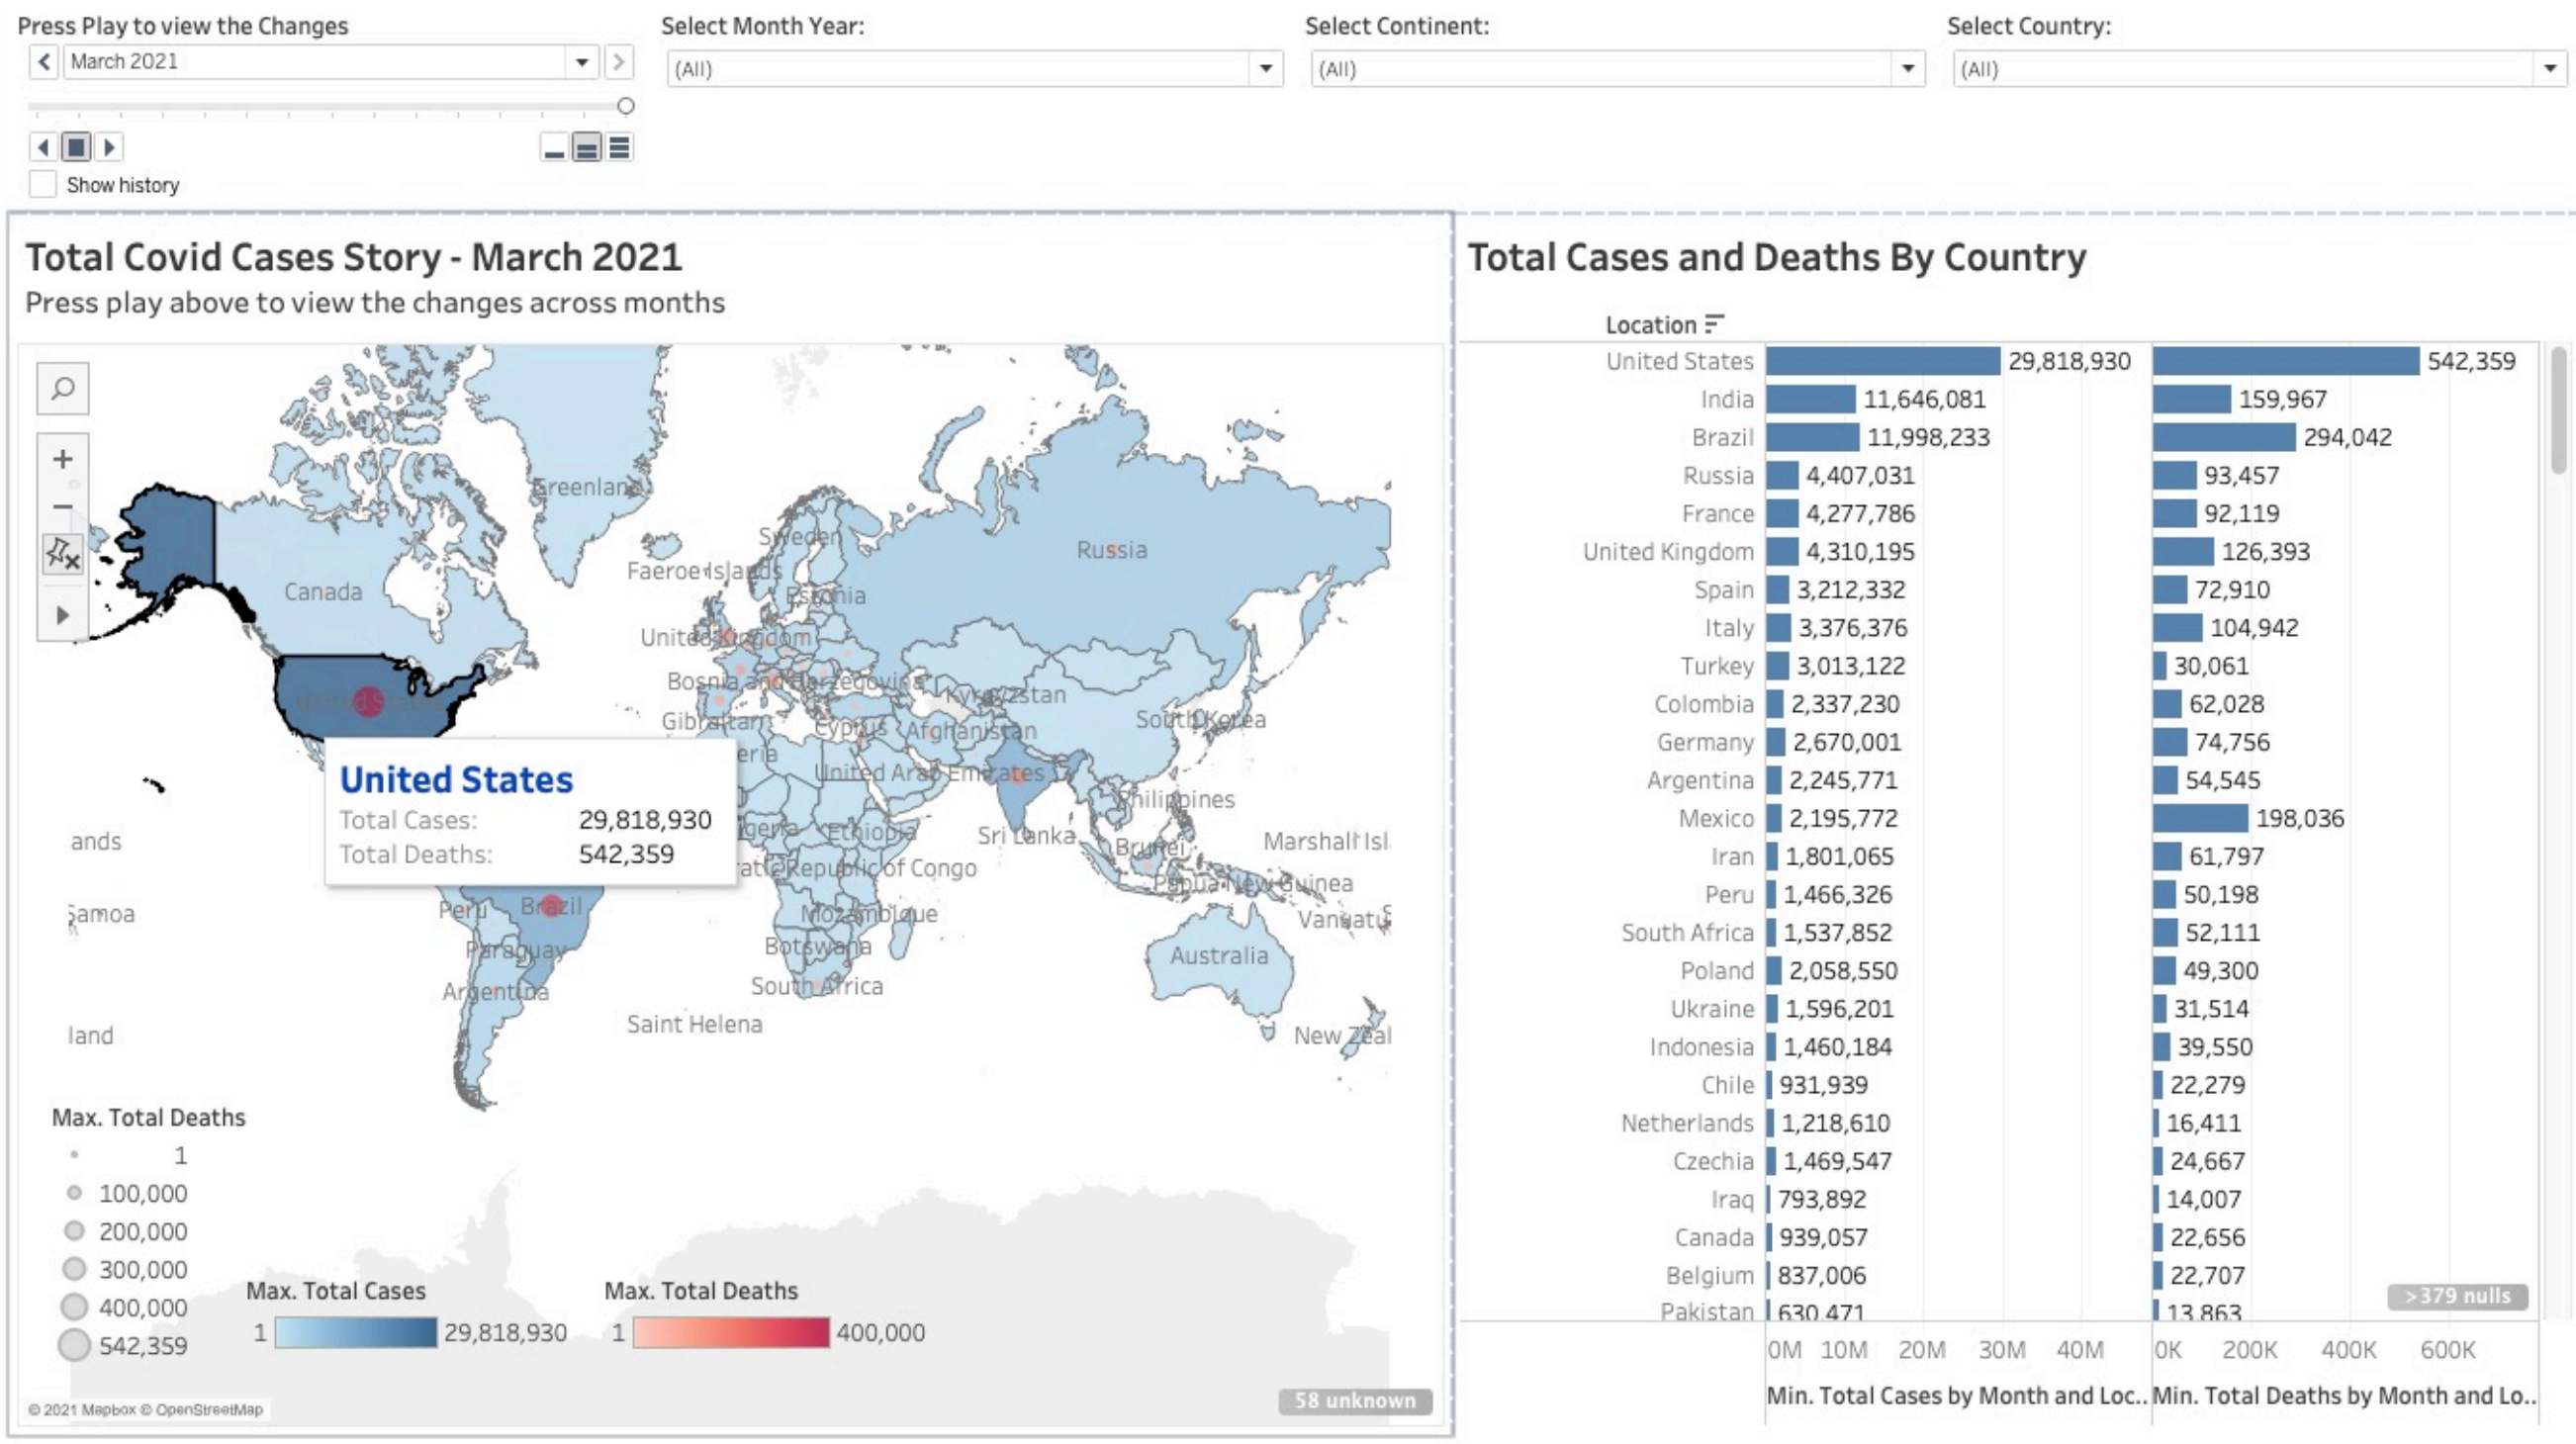 Press Play to view the Changes
March 2021
Show history
Select Month Year:
(All)
Select Continent:
(All)
Select Country:
(All)
Total Covid Cases Story - March 2021
Press play above to view the changes across months
Greenland
Sweden
Russia
Faeroe Islands
Canada
Estonia
United Kingdom
Bosnia and Herzegovina
Kyrgyzstan
United States
Gibraltar
Cyprus
Afghanistan
South Korea
eria
United Arab Emirates
United States
Total Cases: 29,818,930
Total Deaths: 542,359
Philippines
geria
Ethiopia
Sri Lanka
ands
Marshall Isl
Brunei
atic Republic of Congo
Papua New Guinea
Samoa
Peru
Brazil
Mozambique
Vanuatu
Paraguay
Botswana
Australia
Argentina
South Africa
Saint Helena
land
New Zeal
Max. Total Deaths
1
100,000
200,000
300,000
400,000
542,359
Max. Total Cases
1 29,818,930
Max. Total Deaths
1 400,000
© 2021 Mapbox © OpenStreetMap
58 unknown
Total Cases and Deaths By Country
Location
United States 29,818,930 542,359
India 11,646,081 159,967
Brazil 11,998,233 294,042
Russia 4,407,031 93,457
France 4,277,786 92,119
United Kingdom 4,310,195 126,393
Spain 3,212,332 72,910
Italy 3,376,376 104,942
Turkey 3,013,122 30,061
Colombia 2,337,230 62,028
Germany 2,670,001 74,756
Argentina 2,245,771 54,545
Mexico 2,195,772 198,036
Iran 1,801,065 61,797
Peru 1,466,326 50,198
South Africa 1,537,852 52,111
Poland 2,058,550 49,300
Ukraine 1,596,201 31,514
Indonesia 1,460,184 39,550
Chile 931,939 22,279
Netherlands 1,218,610 16,411
Czechia 1,469,547 24,667
Iraq 793,892 14,007
Canada 939,057 22,656
Belgium 837,006 22,707
>379 nulls
Pakistan 630,471 13,863
0M 10M 20M 30M 40M 0K 200K 400K 600K
Min. Total Cases by Month and Loc.. Min. Total Deaths by Month and Lo..